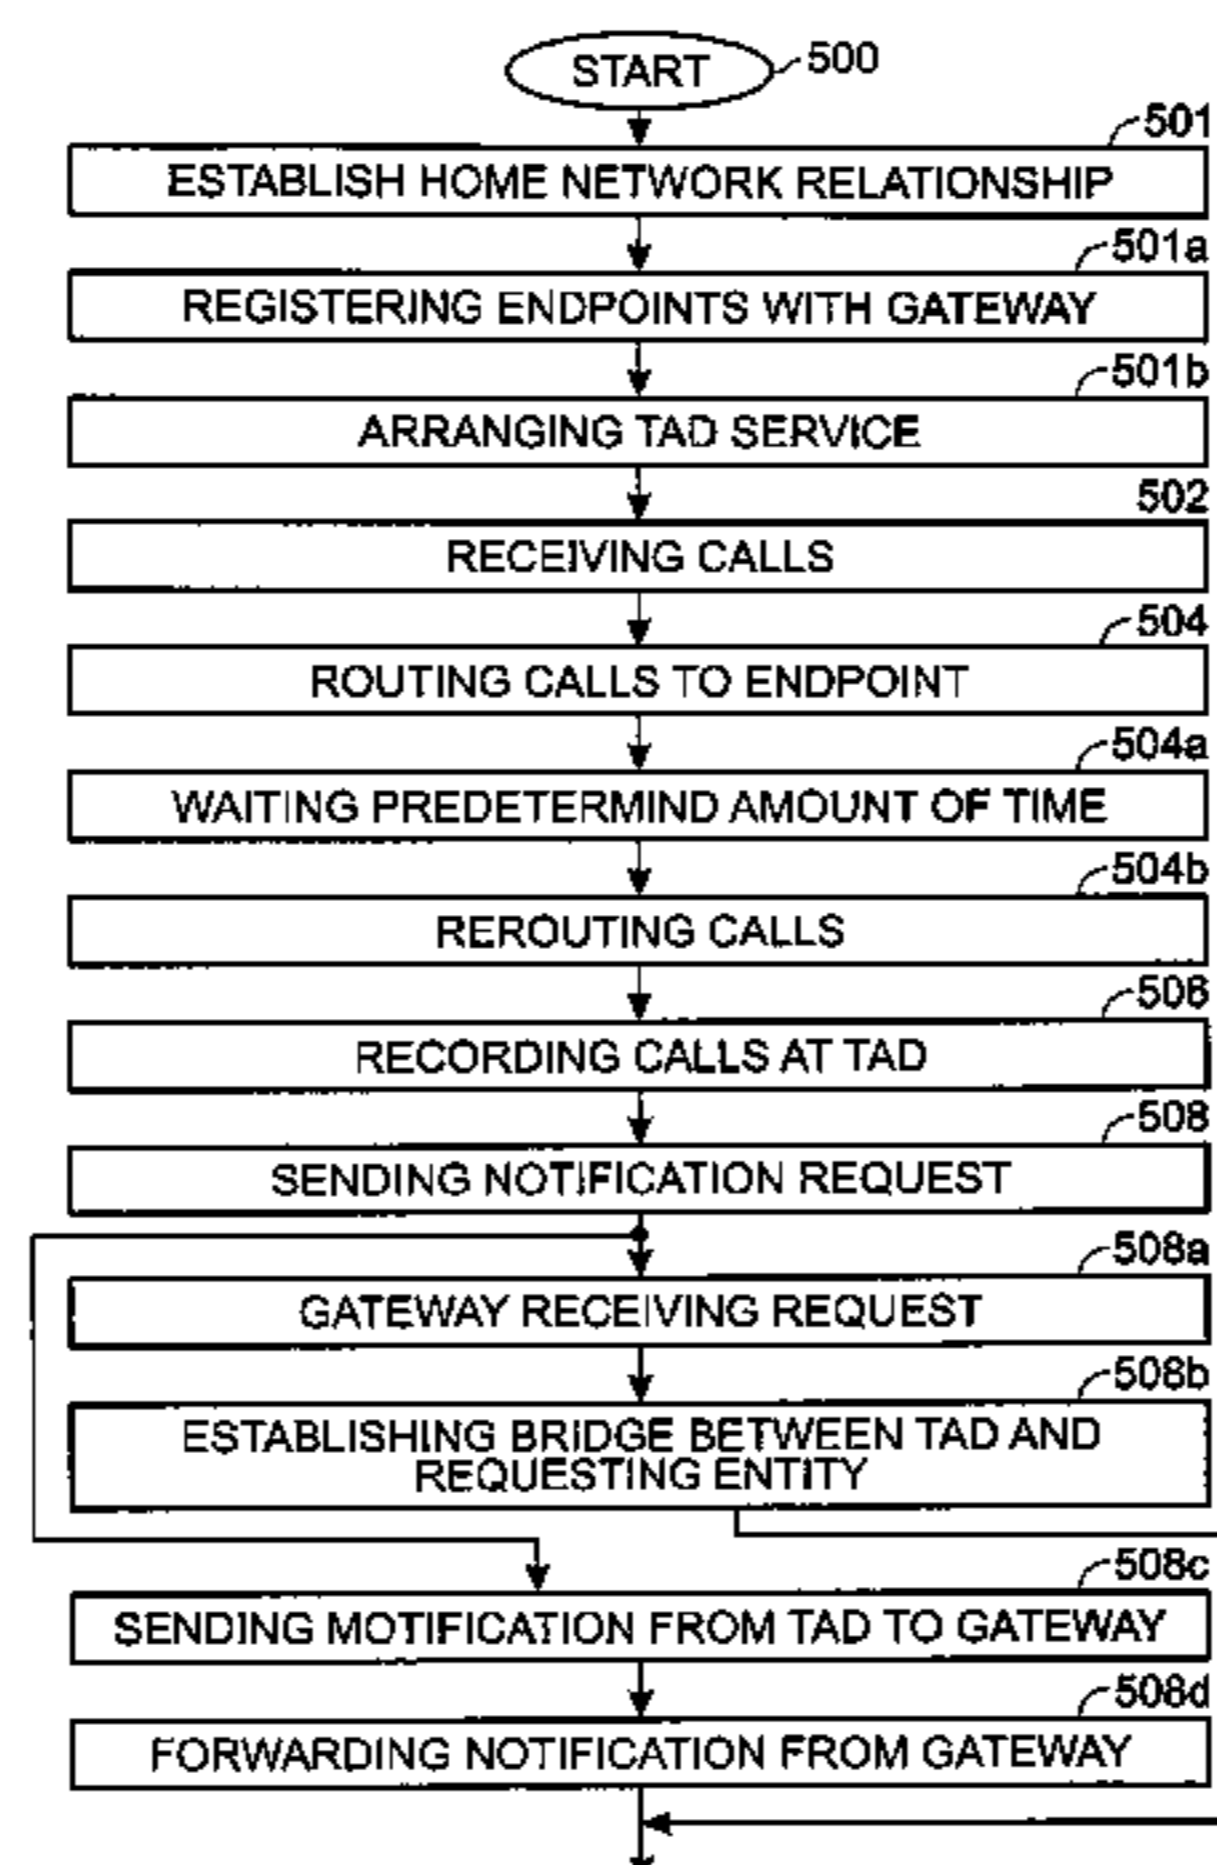 START
500
501
ESTABLISH HOME NETWORK RELATIONSHIP
501a
REGISTERING ENDPOINTS WITH GATEWAY
501b
ARRANGING TAD SERVICE
502
RECEIVING CALLS
504
ROUTING CALLS TO ENDPOINT
504a
WAITING PREDETERMIND AMOUNT OF TIME
504b
REROUTING CALLS
506
RECORDING CALLS AT TAD
508
SENDING NOTIFICATION REQUEST
508a
GATEWAY RECEIVING REQUEST
508b
ESTABLISHING BRIDGE BETWEEN TAD AND
REQUESTING ENTITY
508c
SENDING MOTIFICATION FROM TAD TO GATEWAY
508d
FORWARDING NOTIFICATION FROM GATEWAY